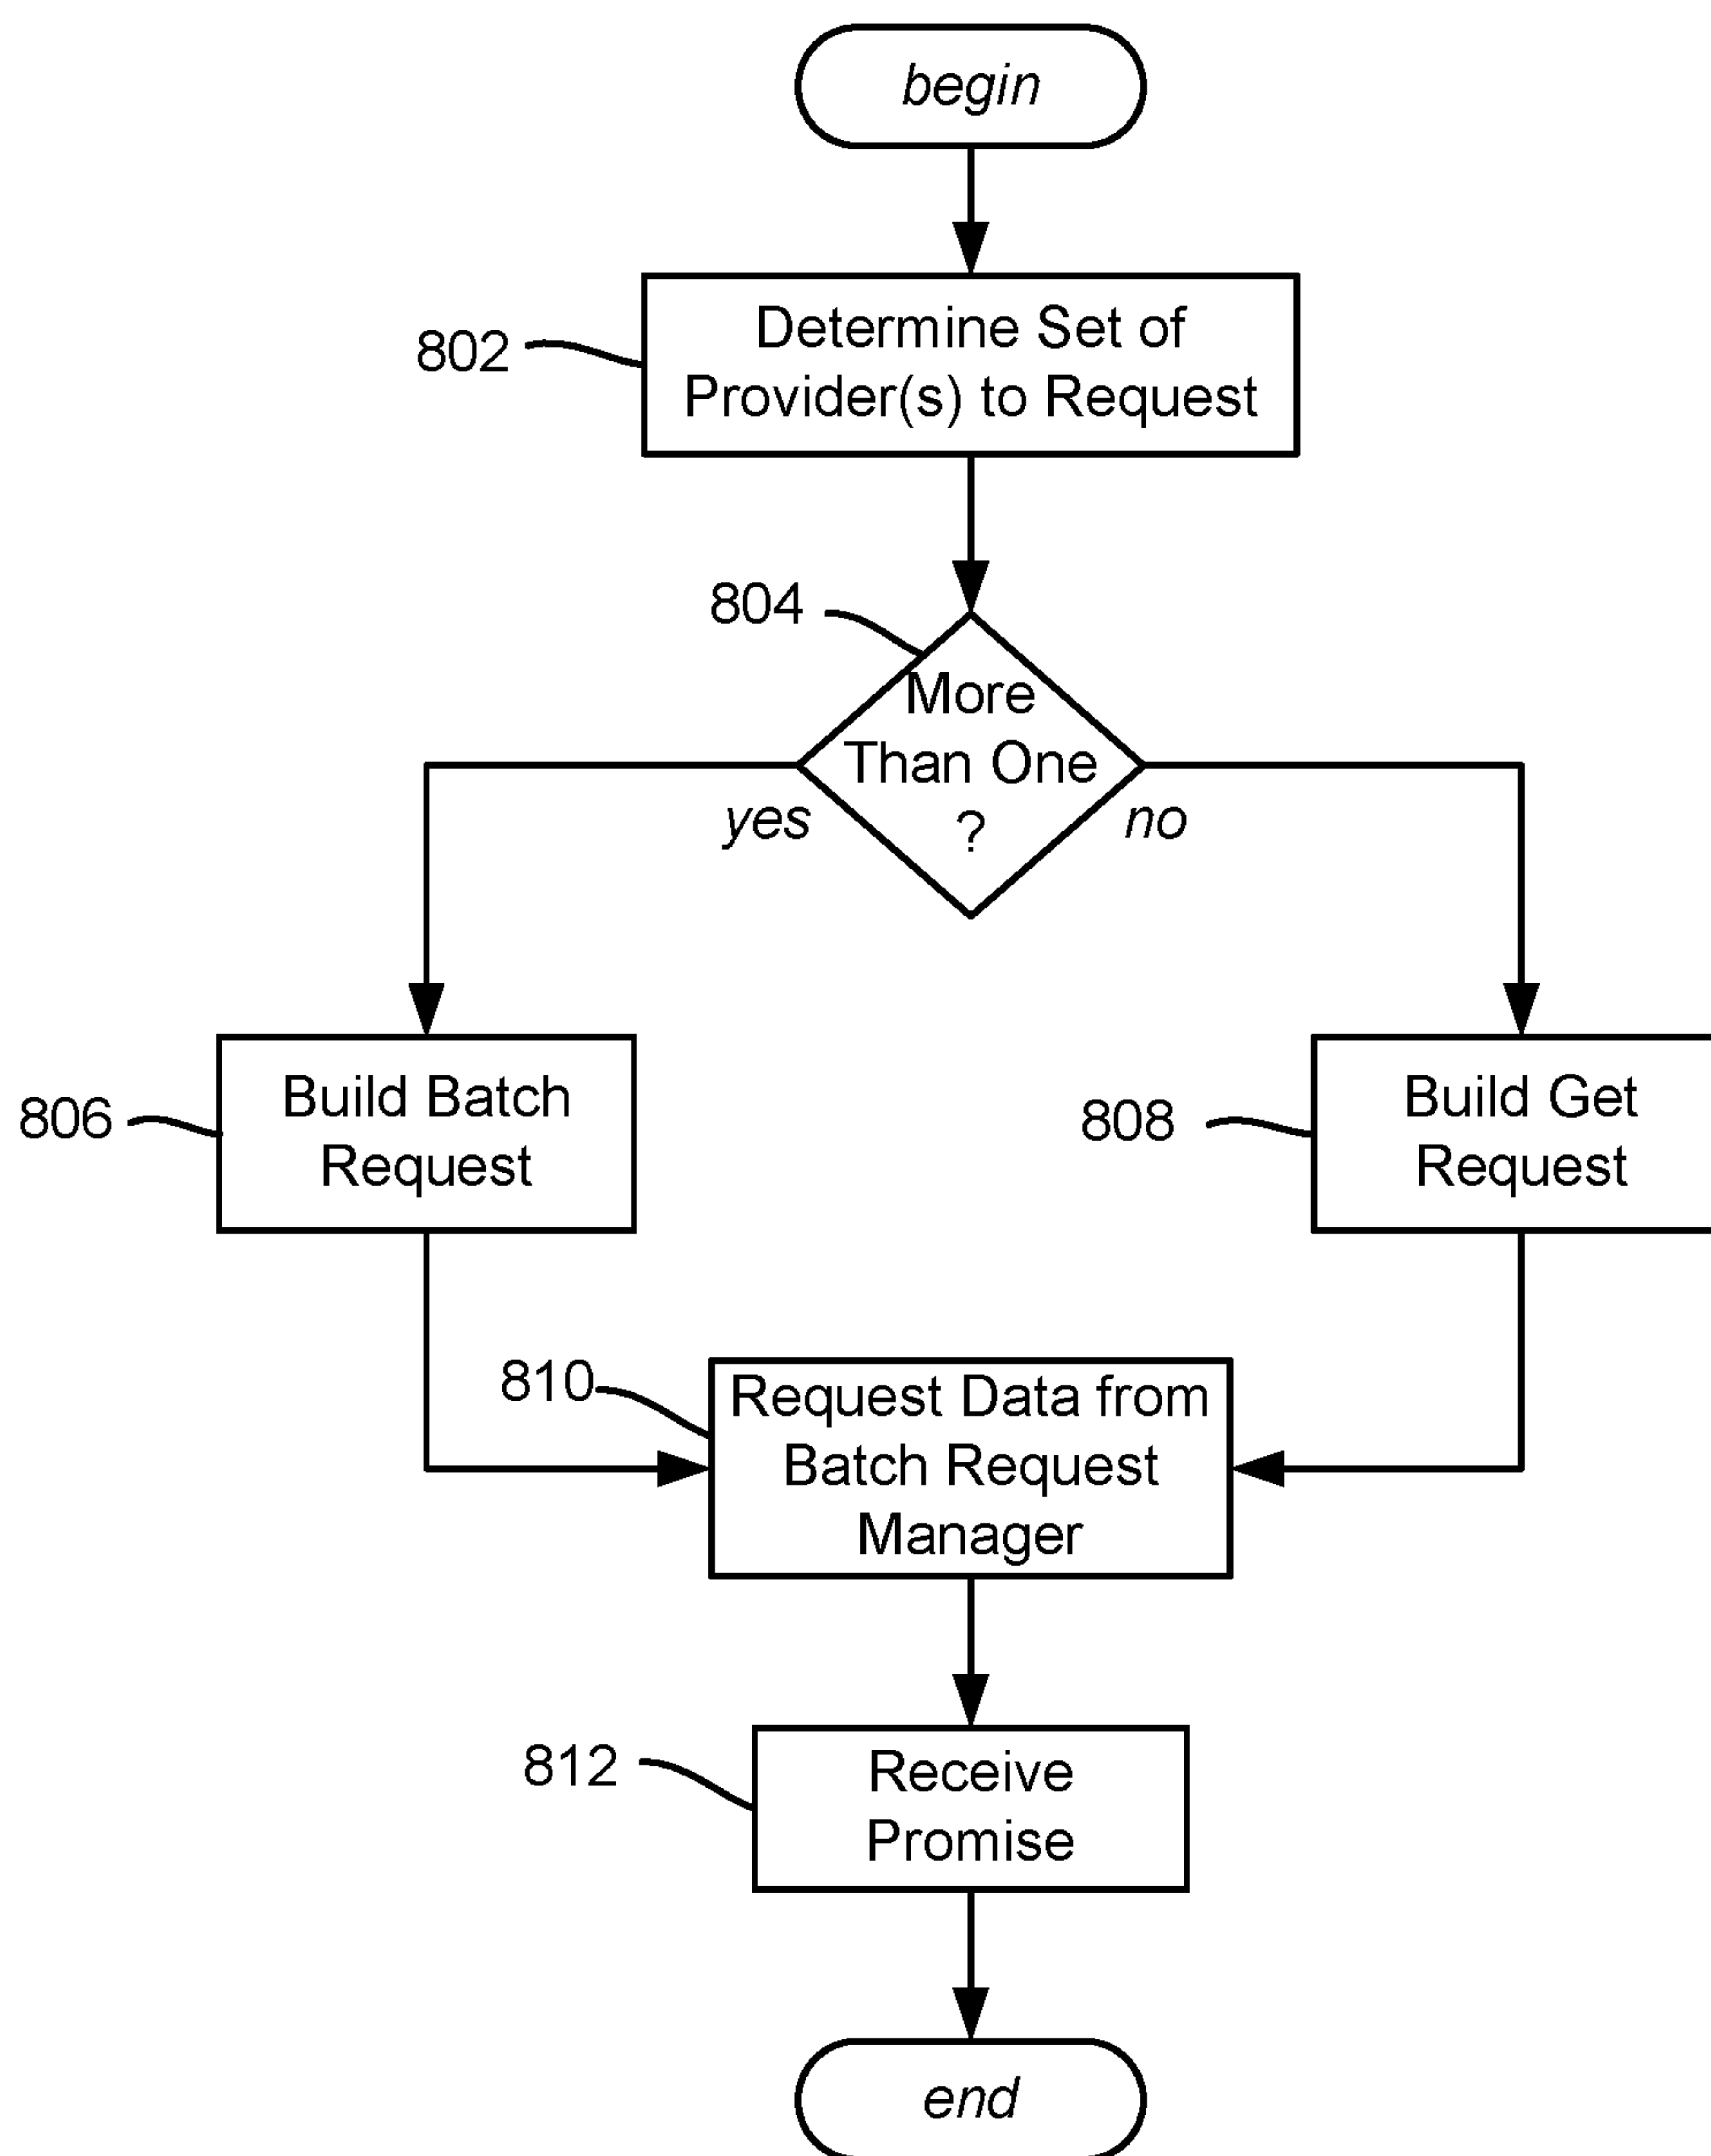 begin
802
Determine Set of
Provider(s) to Request
804
More
Than One
?
yes
no
806
Build Batch
Request
808
Build Get
Request
810
Request Data from
Batch Request
Manager
812
Receive
Promise
end